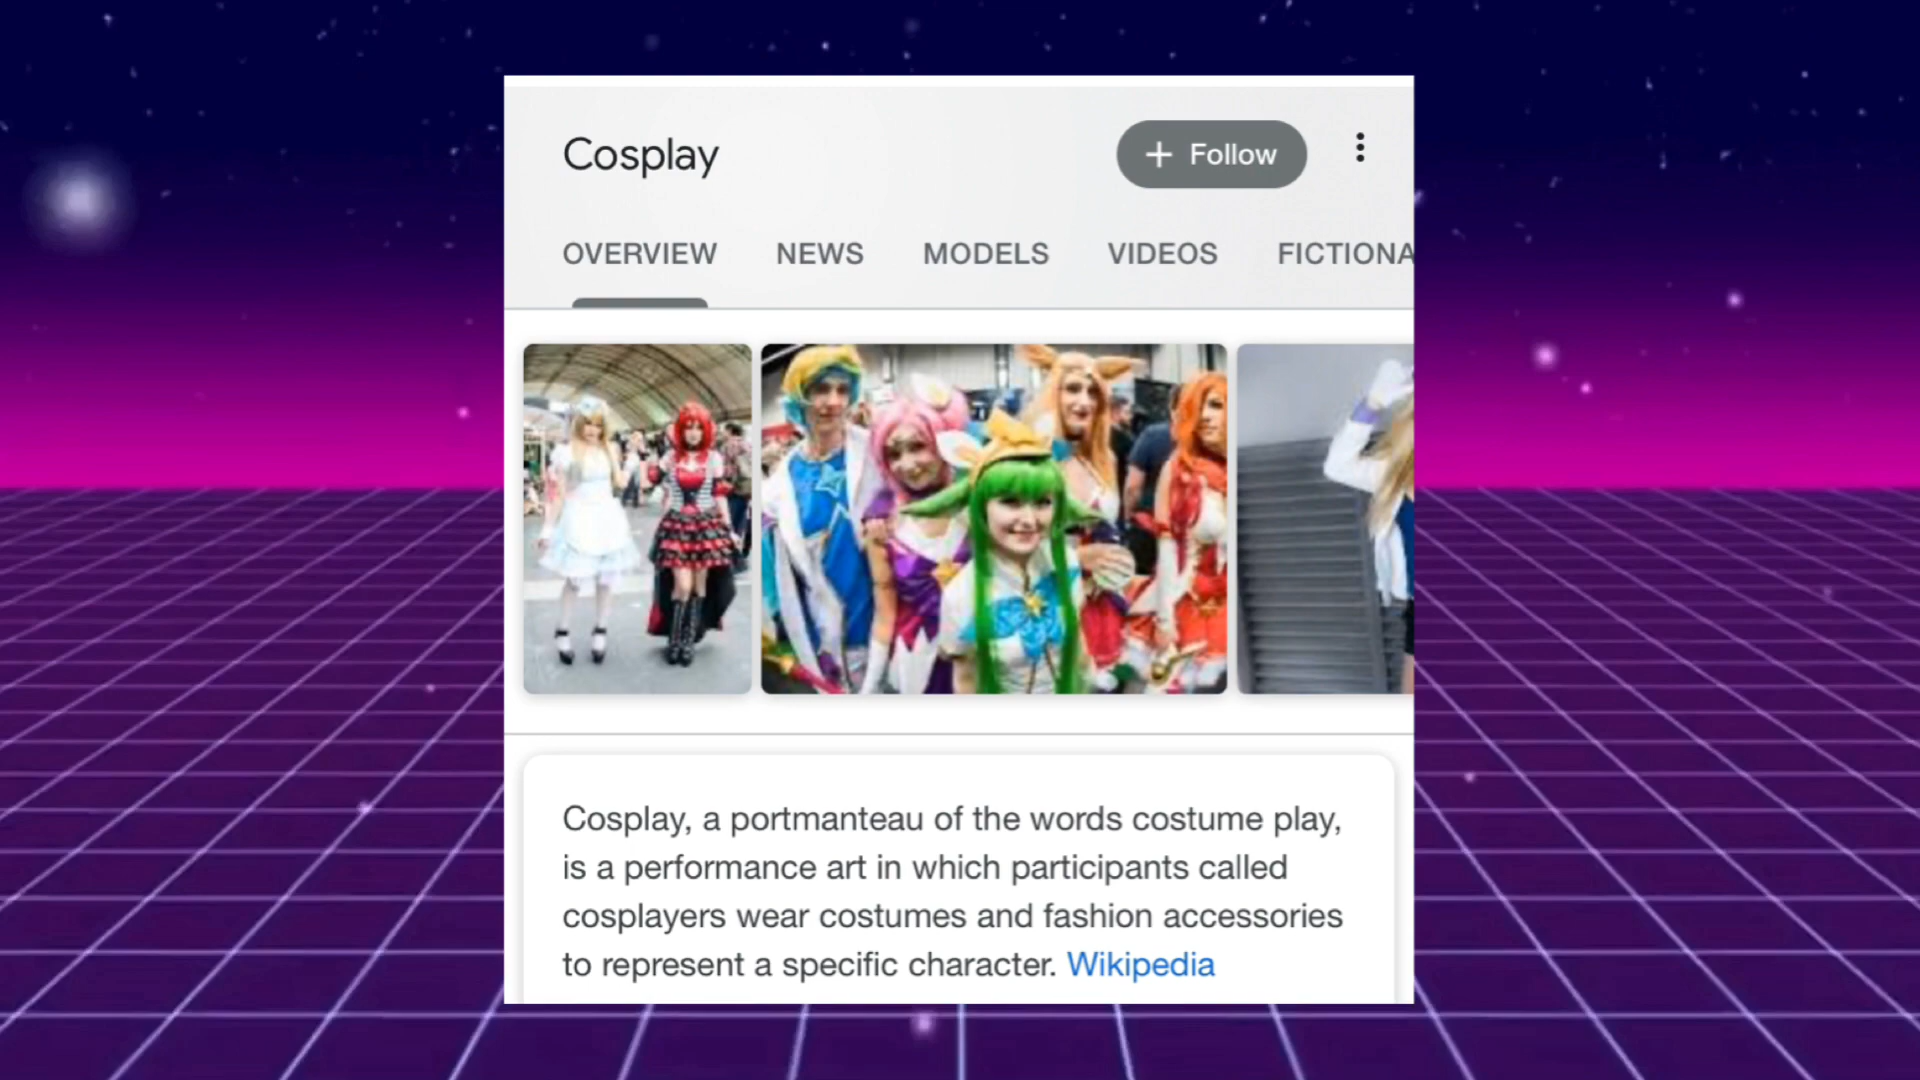 Cosplay
+ Follow
OVERVIEW NEWS MODELS VIDEOS FICTIONA
Cosplay, a portmanteau of the words costume play,
is a performance art in which participants called
cosplayers wear costumes and fashion accessories
to represent a specific character. Wikipedia